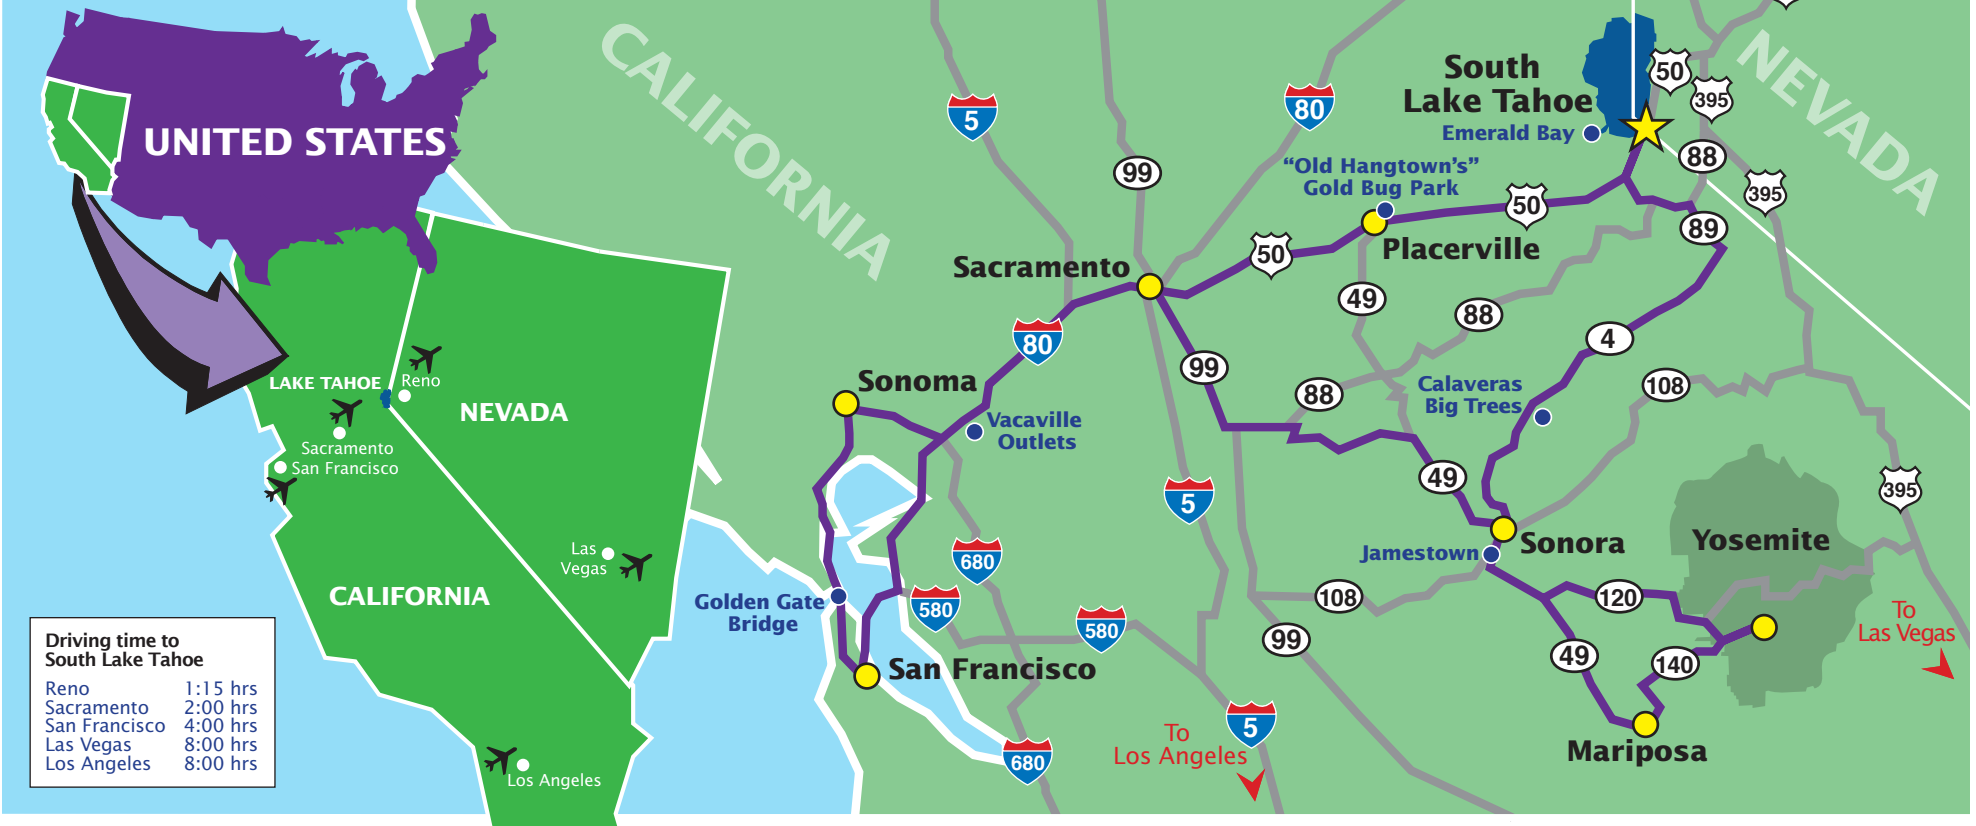 UNITED STATES
LAKE TAHOE
Reno
NEVADA
Sacramento
San Francisco
Las
Vegas
CALIFORNIA
Los Angeles
Driving time to
South Lake Tahoe
Reno 1:15 hrs
Sacramento 2:00 hrs
San Francisco 4:00 hrs
Las Vegas 8:00 hrs
Los Angeles 8:00 hrs
CALIFORNIA
NEVADA
5
80
99
South
Lake Tahoe
Emerald Bay
50
395
88
395
"Old Hangtown's"
Gold Bug Park
50
89
Placerville
50
Sacramento
49
88
4
80
99
88
108
Sonoma
Calaveras
Big Trees
Vacaville
Outlets
49
5
395
Sonora
Yosemite
Jamestown
680
580
580
Golden Gate
Bridge
108
120
99
49
140
To
Las Vegas
San Francisco
5
To
Los Angeles
680
Mariposa